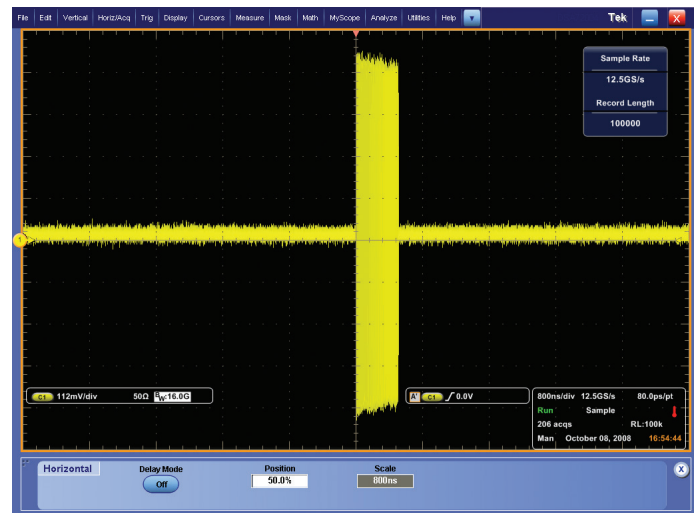 File Edit Vertical Horiz/Acq Trig Display Cursors Measure Mask Math MyScope Analyze Utilities Help Tek X
Sample Rate
12.5GS/s
Record Length
100000
1
C1 112mV/div 50Ω BW:16.0G
A' C1 0.0V
800ns/div 12.5GS/s 80.0ps/pt
Run Sample
206 acqs RL:100k
Man October 08, 2008 16:54:44
Horizontal
Delay Mode
Off
Position
50.0%
Scale
800ns
X